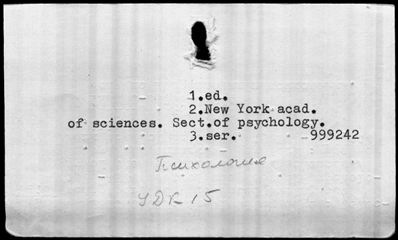 1.ed.
2.New York acad.
of sciences. Sect.of psychology.
3.ser. 999242
Психология
УДК 15